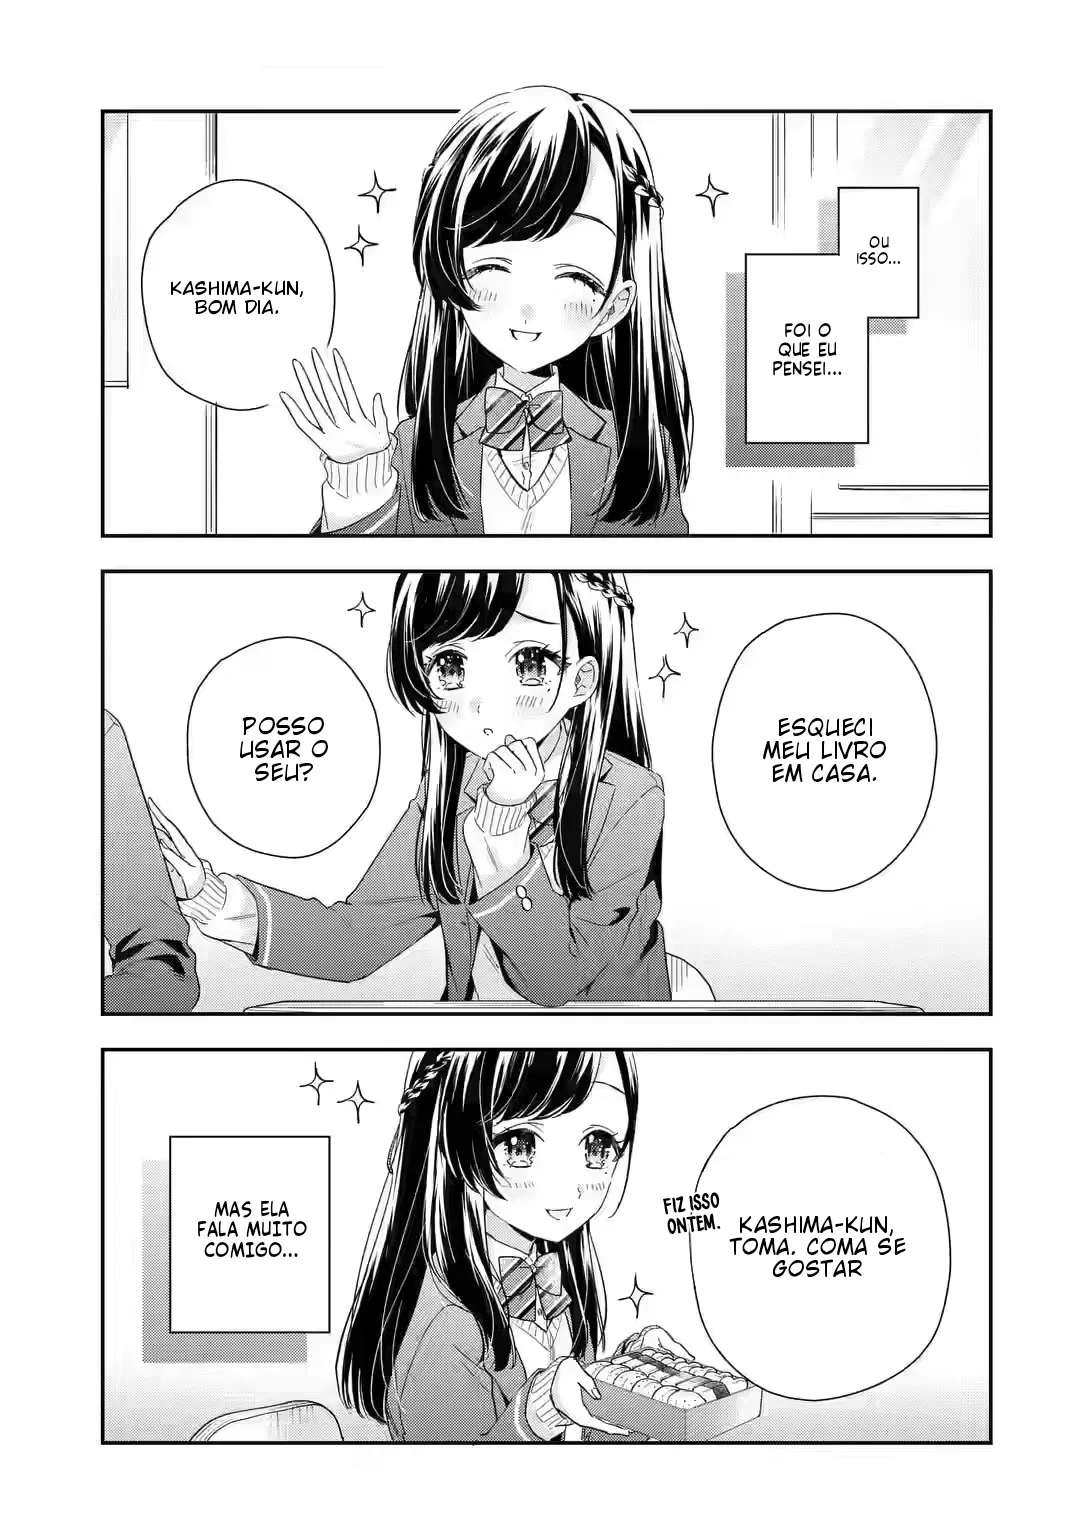 OU
ISSO...
FOI O
QUE EU
PENSEI...
KASHIMA-KUN,
BOM DIA.
ESQUECI
MEU LIVRO
EM CASA.
POSSO
USAR O
SEU?
KASHIMA-KUN,
TOMA. COMA SE
GOSTAR
FIZ ISSO
ONTEM.
MAS ELA
FALA MUITO
COMIGO...